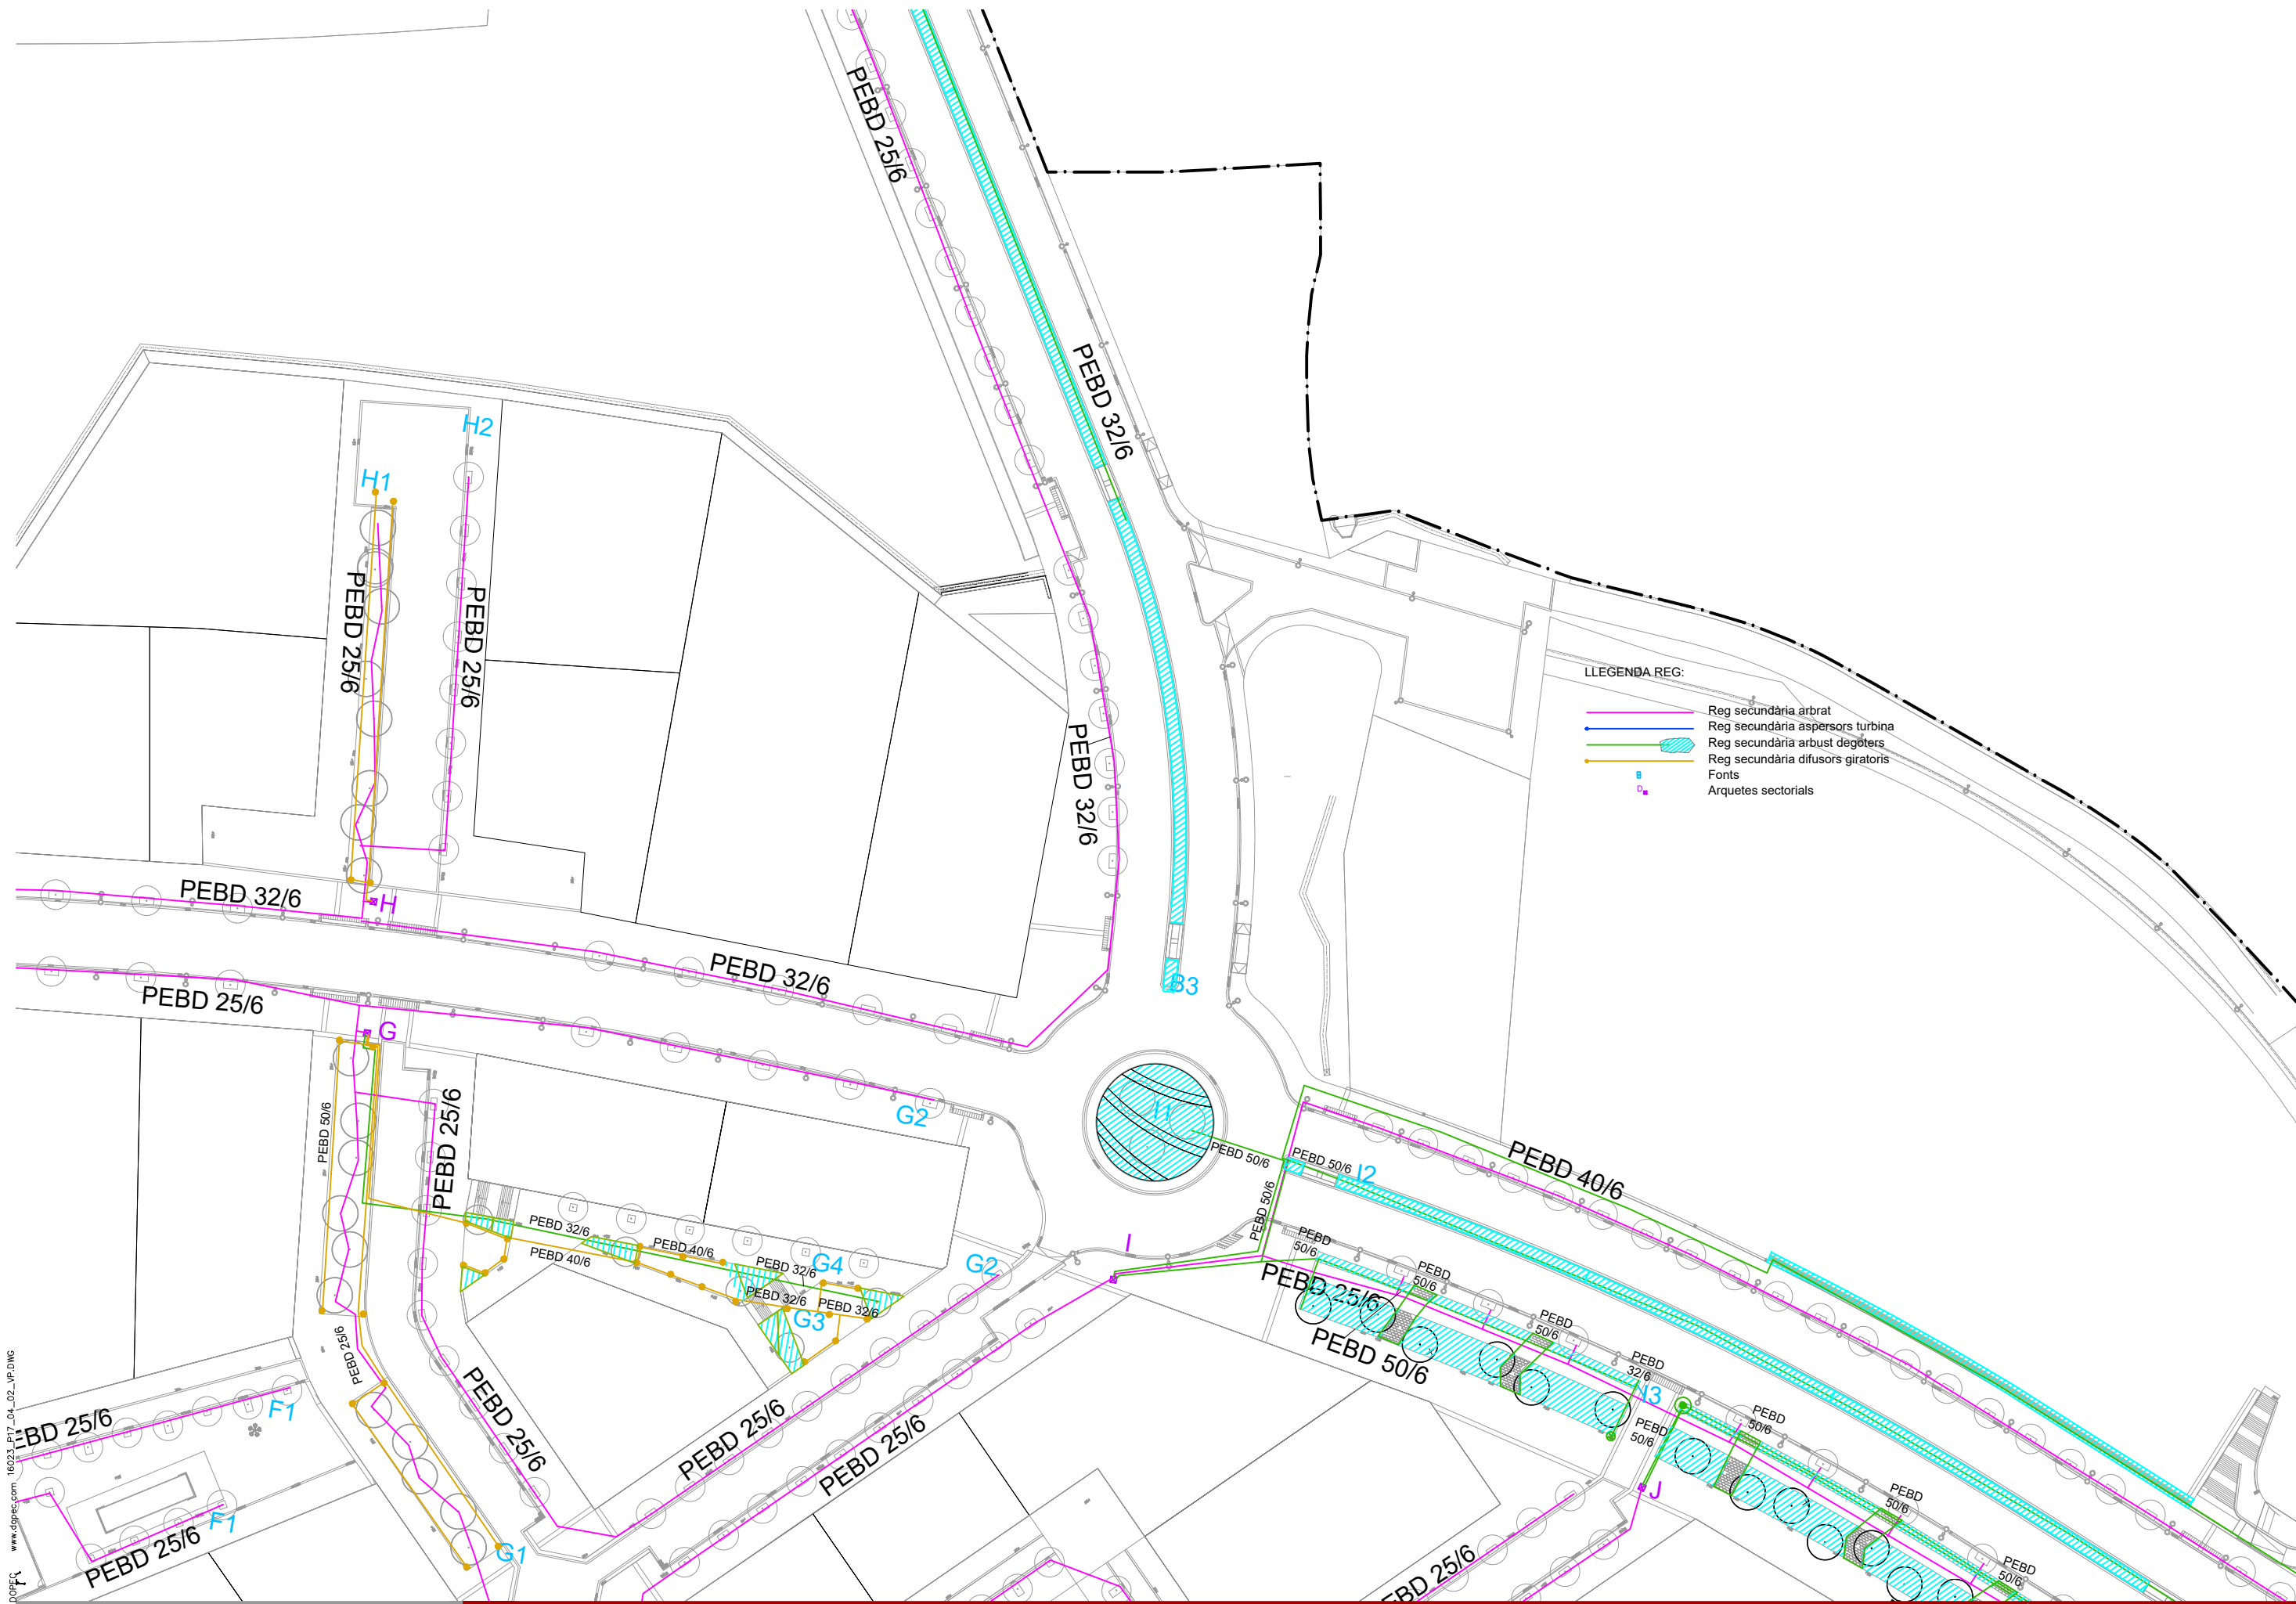 PEBD 25/6
PEBD 32/6
H2
H1
PEBD 25/6
PEBD 25/6
PEBD 32/6
LLEGENDA REG:
Reg secundària arbrat
Reg secundària aspersors turbina
Reg secundària arbust degoters
Reg secundària difusors giratoris
Fonts
D
Arquetes sectorials
PEBD 32/6
H
PEBD 32/6
B3
PEBD 25/6
G
G2
I1
PEBD 50/6
PEBD 50/6
I2
PEBD 40/6
PEBD 50/6
PEBD 25/6
PEBD 50/6
PEBD 32/6
PEBD 40/6
PEBD 40/6
PEBD 32/6
G4
PEBD 32/6
PEBD 32/6
G3
G2
I
PEBD
50/6
PEBD
50/6
PEBD 25/6
PEBD
50/6
PEBD 50/6
PEBD
32/6
I3
PEBD
50/6
PEBD
50/6
PEBD 25/6
PEBD 25/6
PEBD 25/6
PEBD 25/6
F1
EBD 25/6
F1
PEBD 25/6
G1
J
PEBD
50/6
PEBD
50/6
EBD 25/6
DOPEC www.dopec.com 16023_P17_04_02_VP.DWG